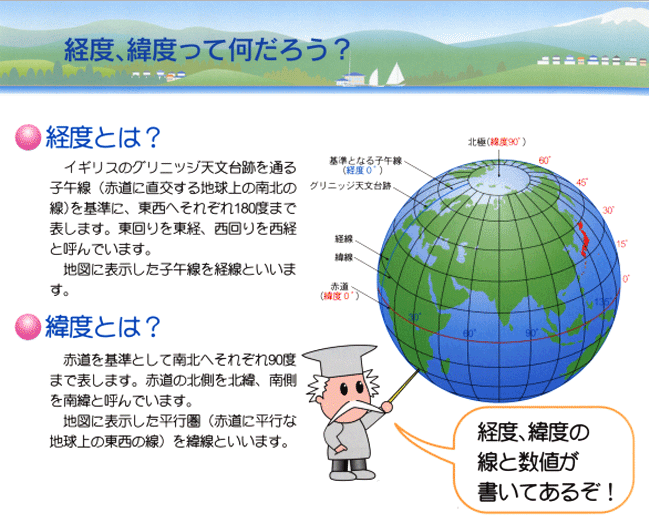 経度、緯度って何だろう？
経度とは？
イギリスのグリニッジ天文台跡を通る
子午線（赤道に直交する地球上の南北の
線）を基準に、東西へそれぞれ180度まで
表します。東回りを東経、西回りを西経
と呼んでいます。
地図に表示した子午線を経線といいま
す。
緯度とは？
赤道を基準として南北へそれぞれ90度
まで表します。赤道の北側を北緯、南側
を南緯と呼んでいます。
地図に表示した平行圏（赤道に平行な
地球上の東西の線）を緯線といいます。
北極（緯度90°）
基準となる子午線
（経度0°）
グリニッジ天文台跡
経線
緯線
赤道
（緯度0°）
60°
45°
30°
15°
0°
30°
60°
90°
135°
経度、緯度の
線と数値が
書いてあるぞ！